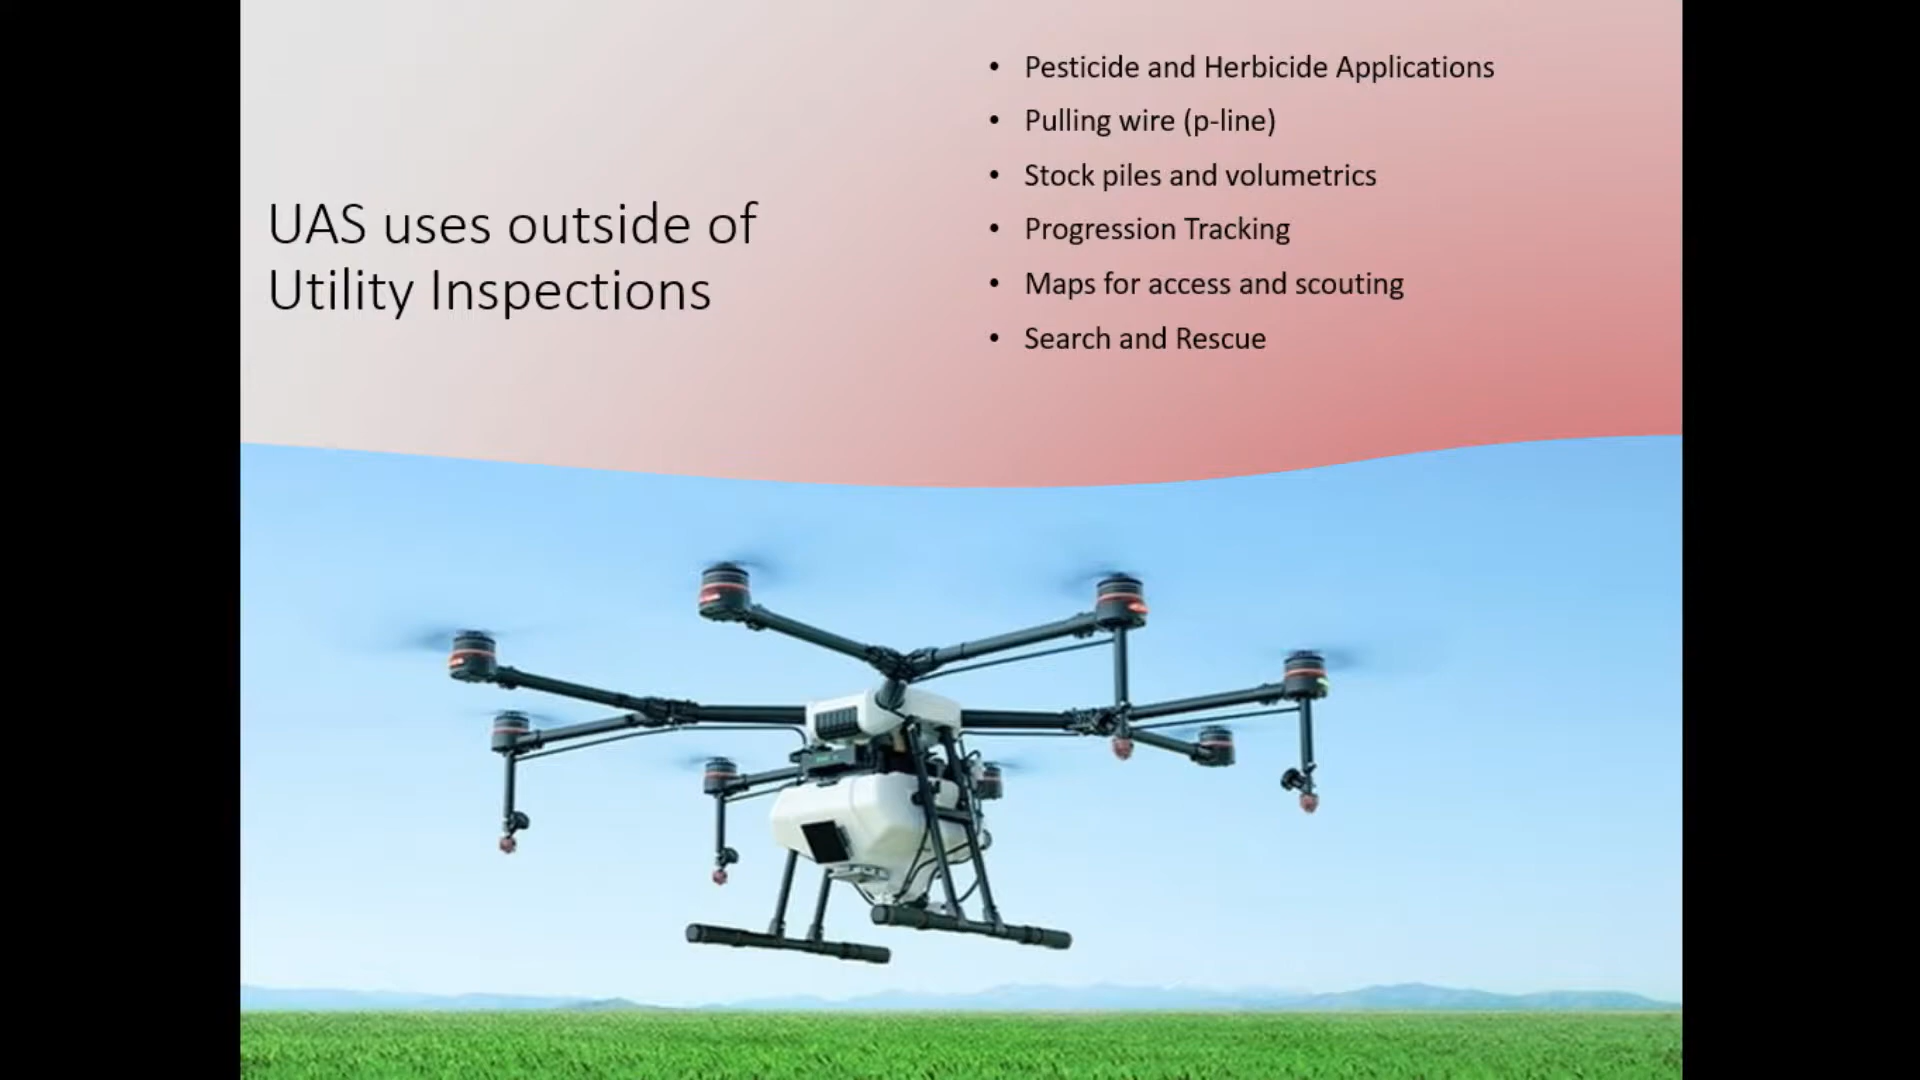 UAS uses outside of
Utility Inspections
• Pesticide and Herbicide Applications
• Pulling wire (p-line)
• Stock piles and volumetrics
• Progression Tracking
• Maps for access and scouting
• Search and Rescue